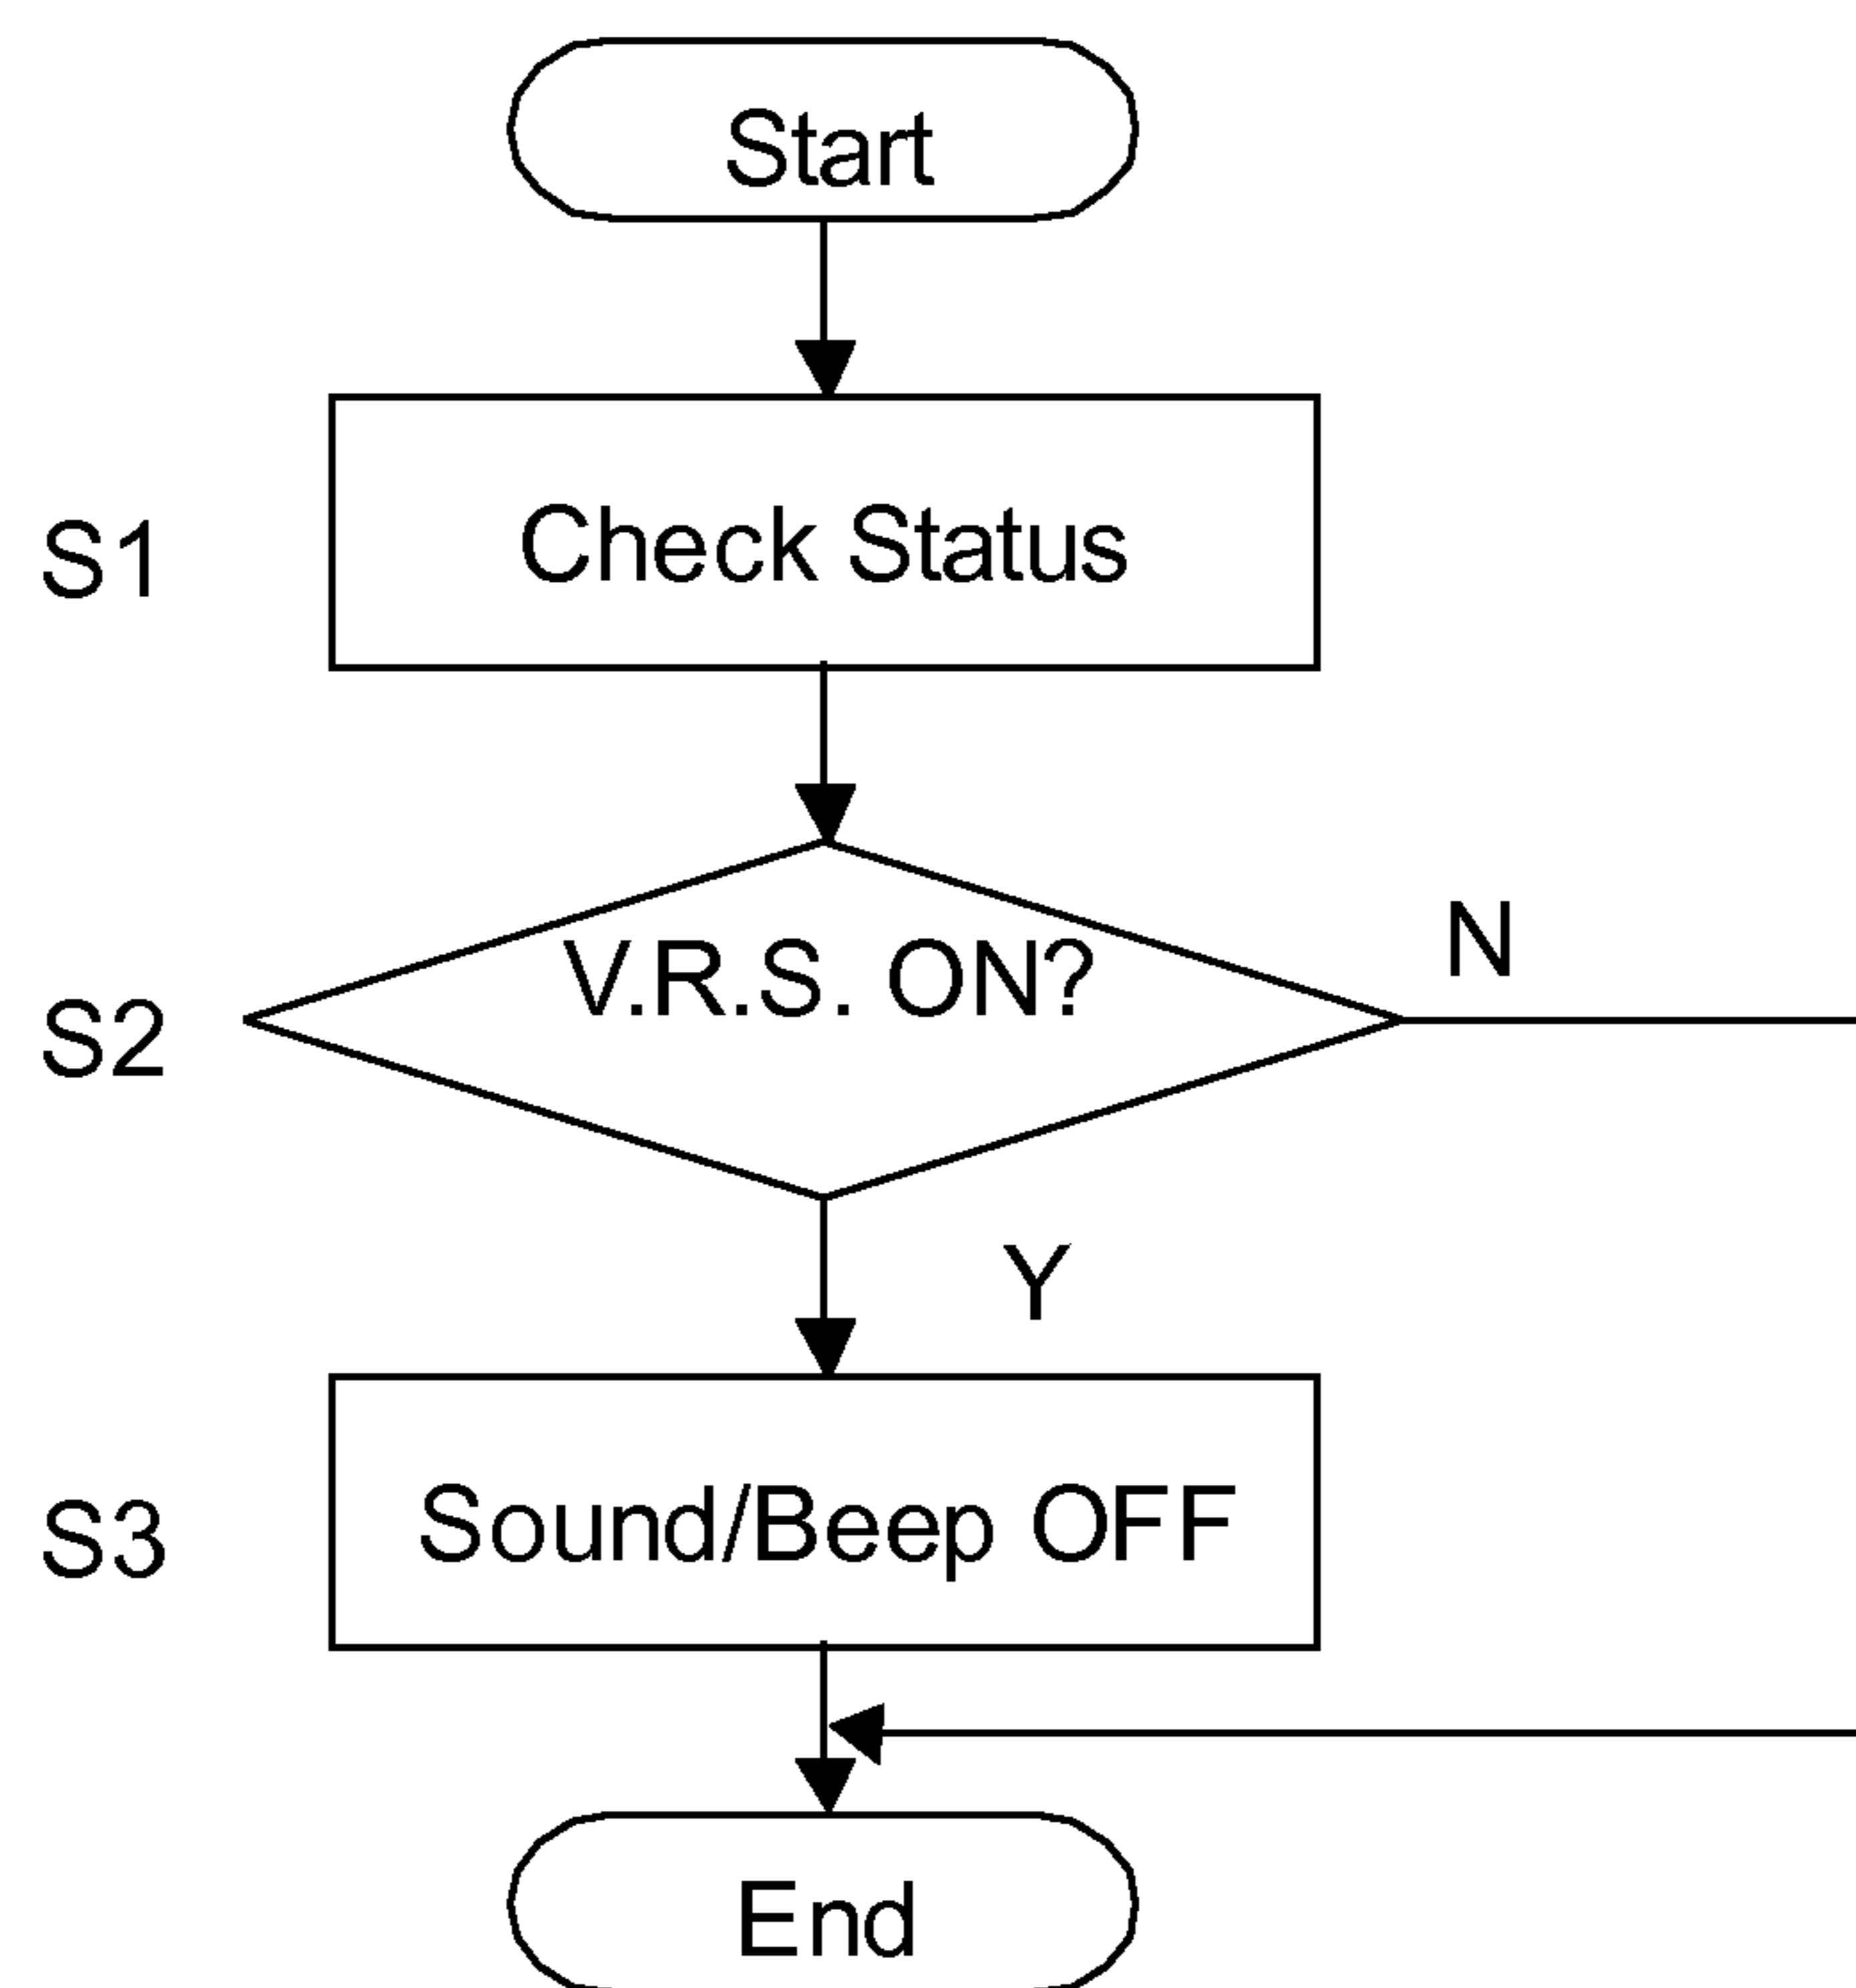 Start
S1
Check Status
S2
V.R.S. ON?
N
Y
S3
Sound/Beep OFF
End